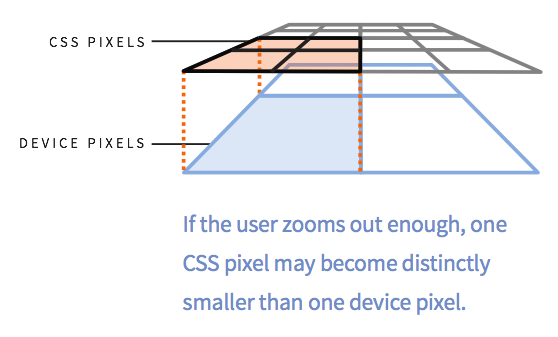 CSS PIXELS
DEVICE PIXELS
If the user zooms out enough, one
CSS pixel may become distinctly
smaller than one device pixel.